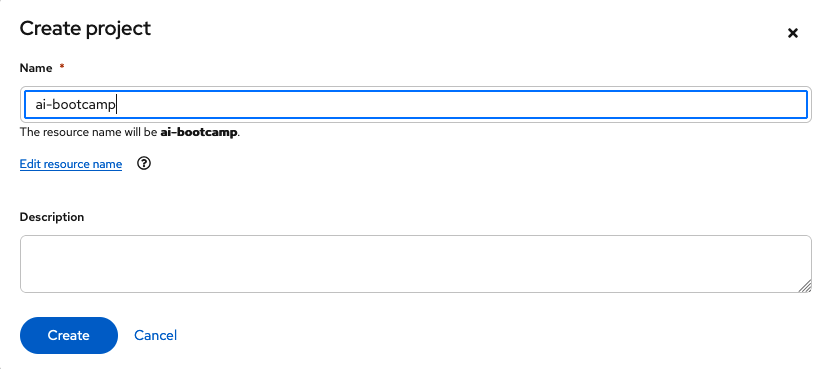 Create project
Name *
ai-bootcamp
The resource name will be ai-bootcamp.
Edit resource name
Description
Create Cancel